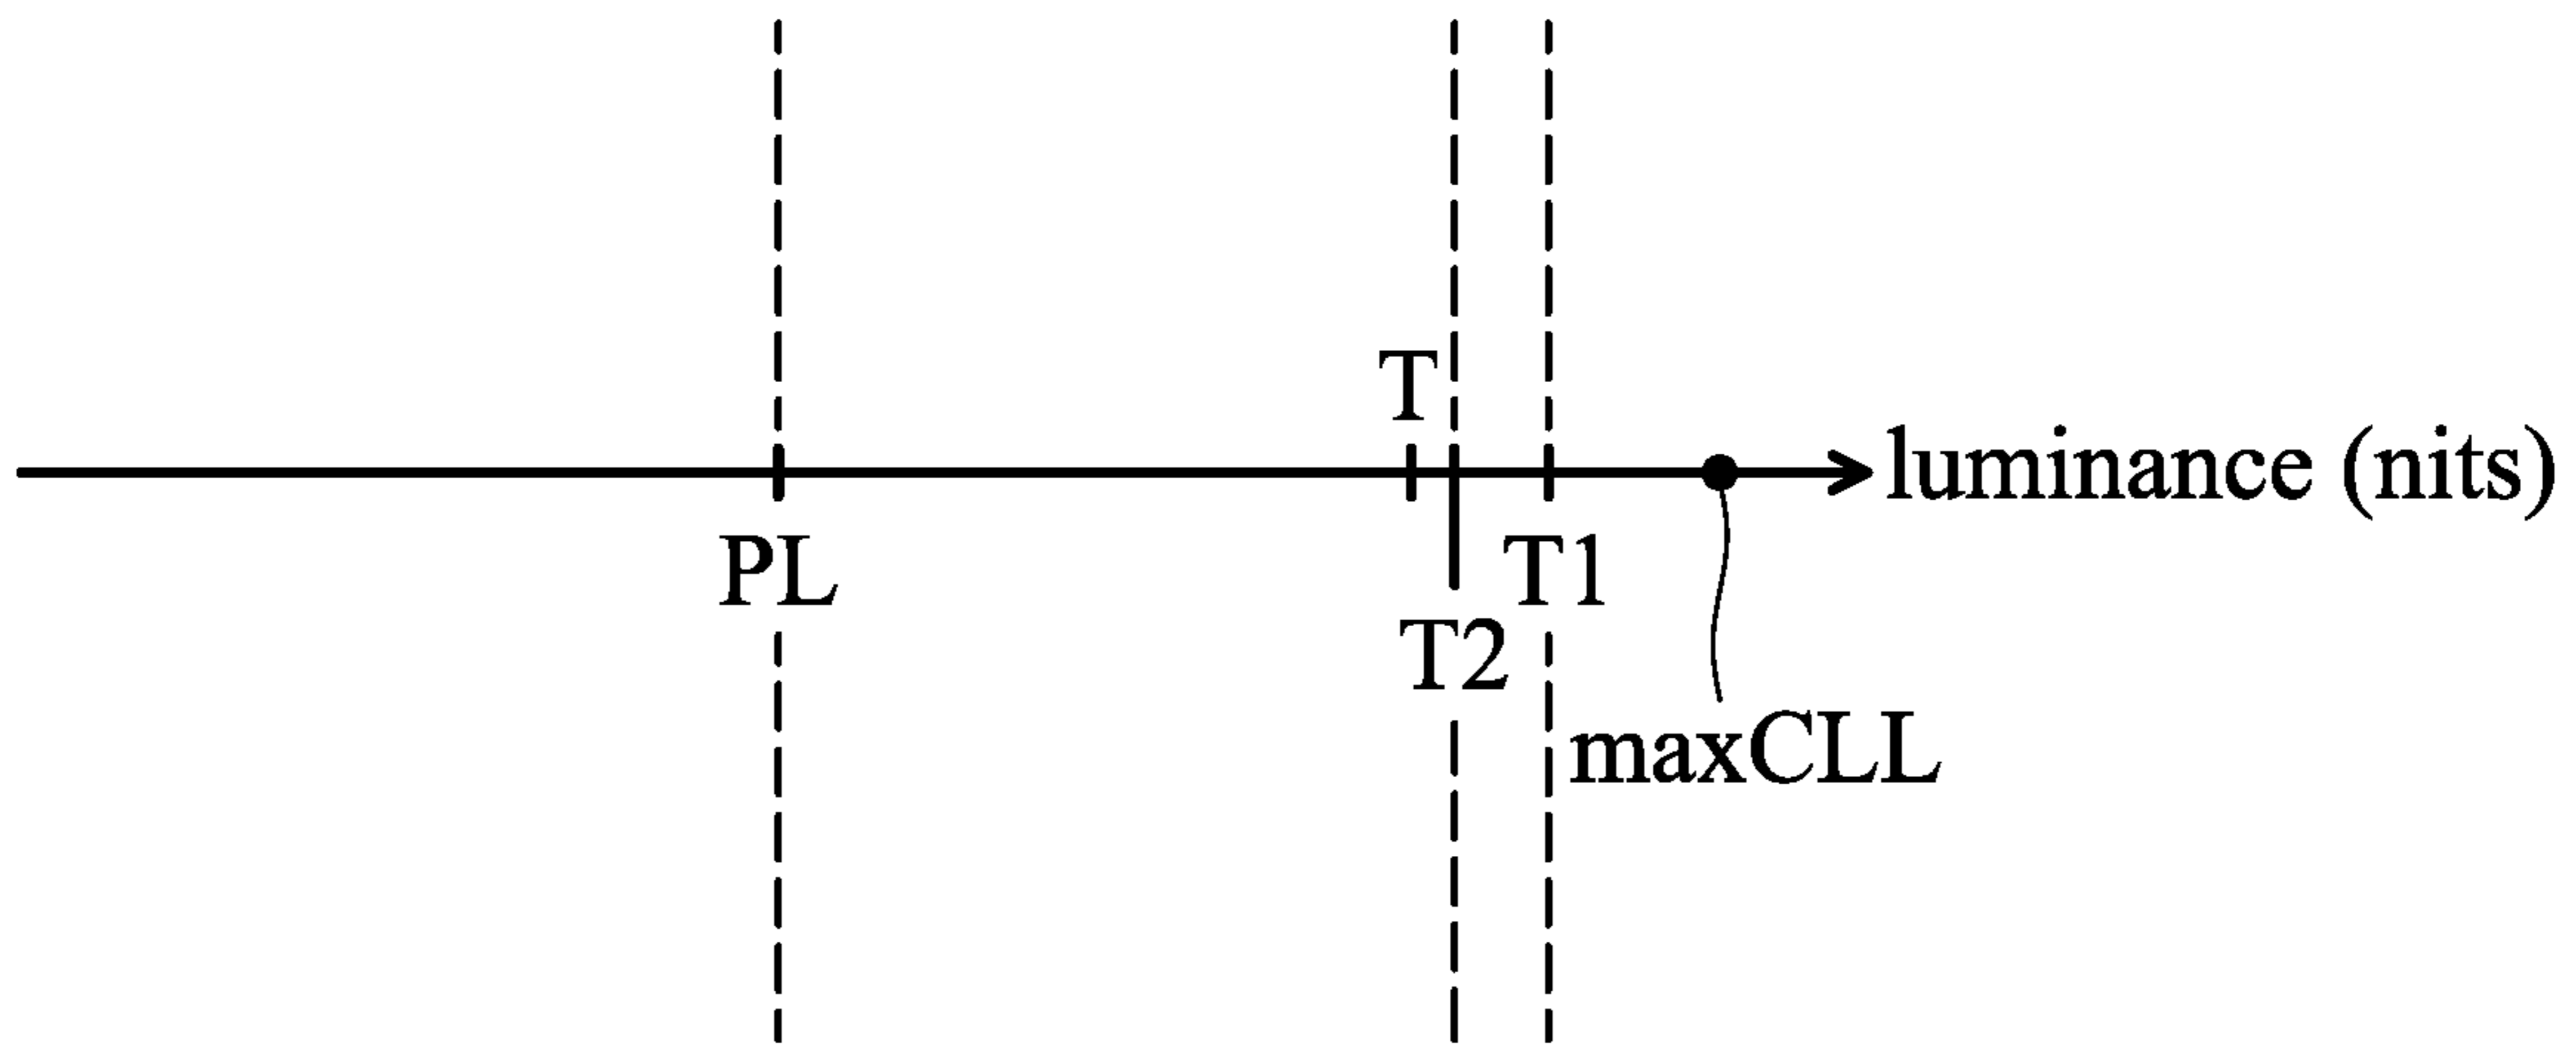 T
luminance (nits)
PL
T1
T2
maxCLL